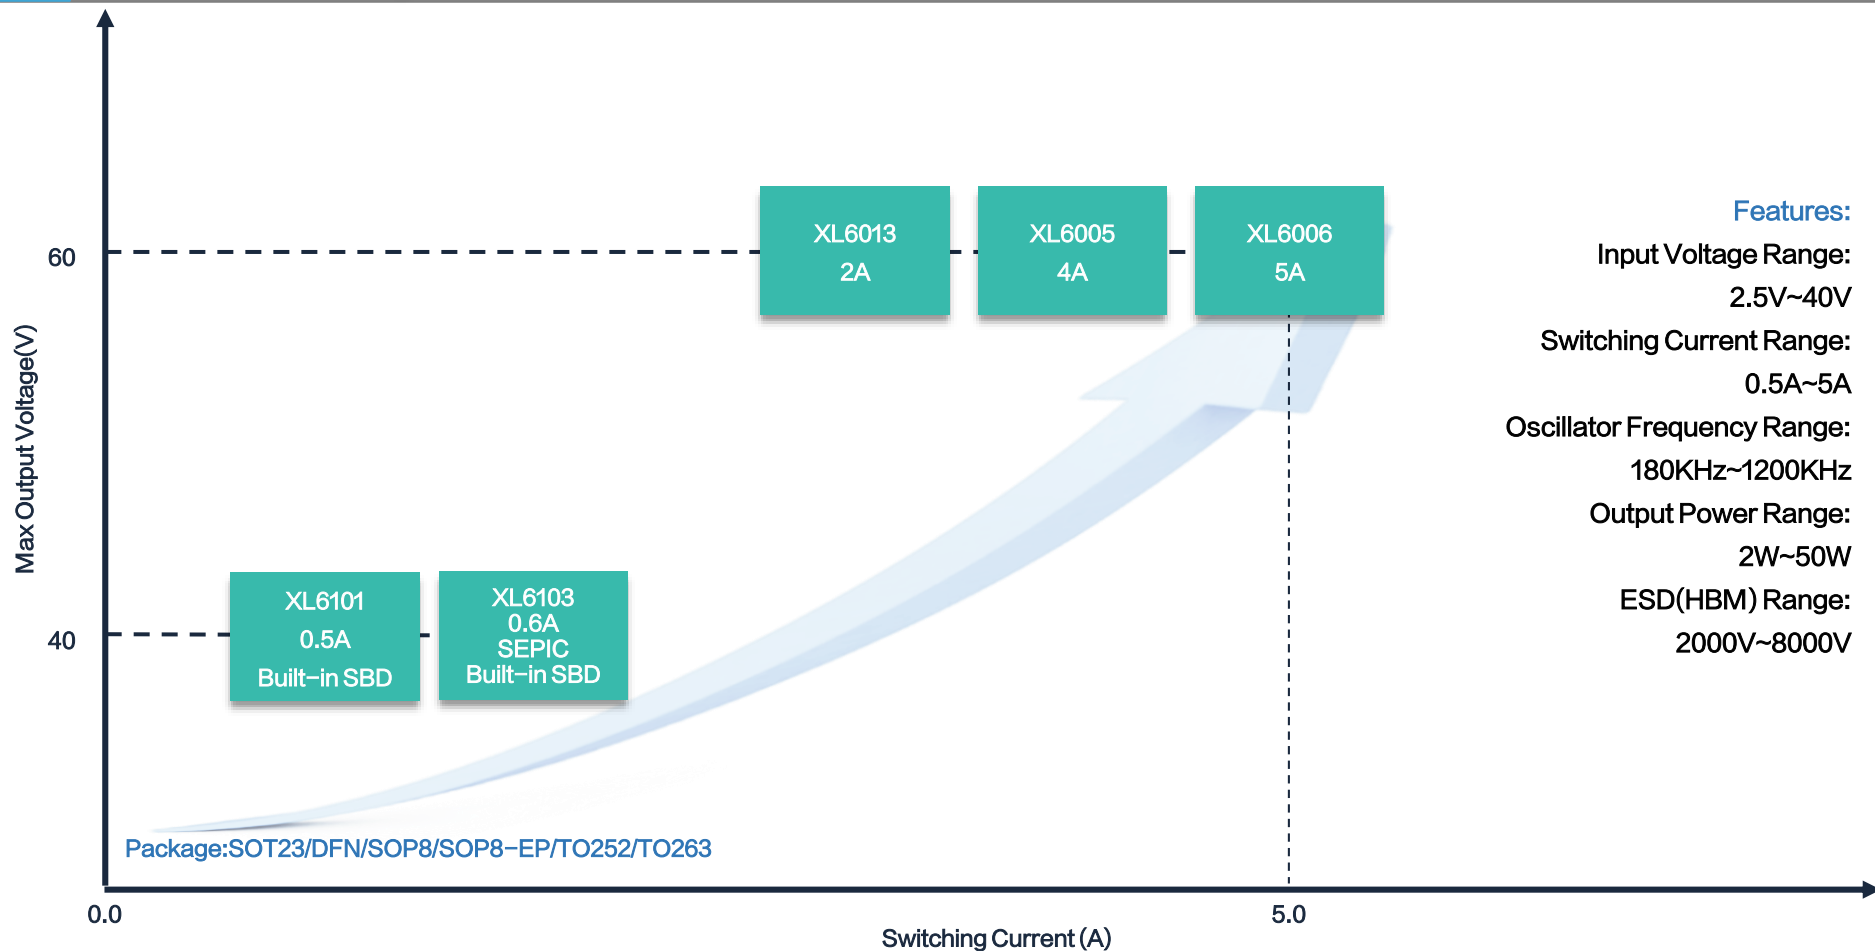 Max Output Voltage(V)
60
40
XL6013
2A
XL6005
4A
XL6006
5A
XL6101
0.5A
Built-in SBD
XL6103
0.6A
SEPIC
Built-in SBD
Features:
Input Voltage Range:
2.5V~40V
Switching Current Range:
0.5A~5A
Oscillator Frequency Range:
180KHz~1200KHz
Output Power Range:
2W~50W
ESD(HBM) Range:
2000V~8000V
Package:SOT23/DFN/SOP8/SOP8-EP/TO252/TO263
0.0
5.0
Switching Current (A)